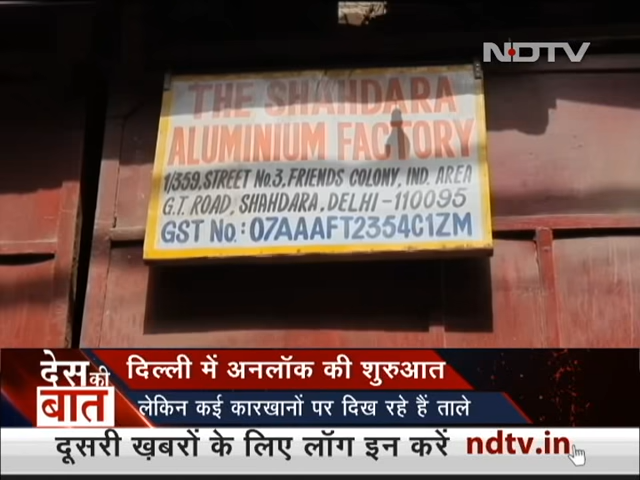 NDTV
THE SHAHDARA
ALUMINIUM FACTORY
1/359, STREET No.3, FRIENDS COLONY, IND. AREA
G.T. ROAD, SHAHDARA, DELHI-110095
GST No.: 07AAAFT2354C1ZM
देस की बात
दिल्ली में अनलॉक की शुरुआत
लेकिन कई कारखानों पर दिख रहे हैं ताले
दूसरी ख़बरों के लिए लॉग इन करें ndtv.in